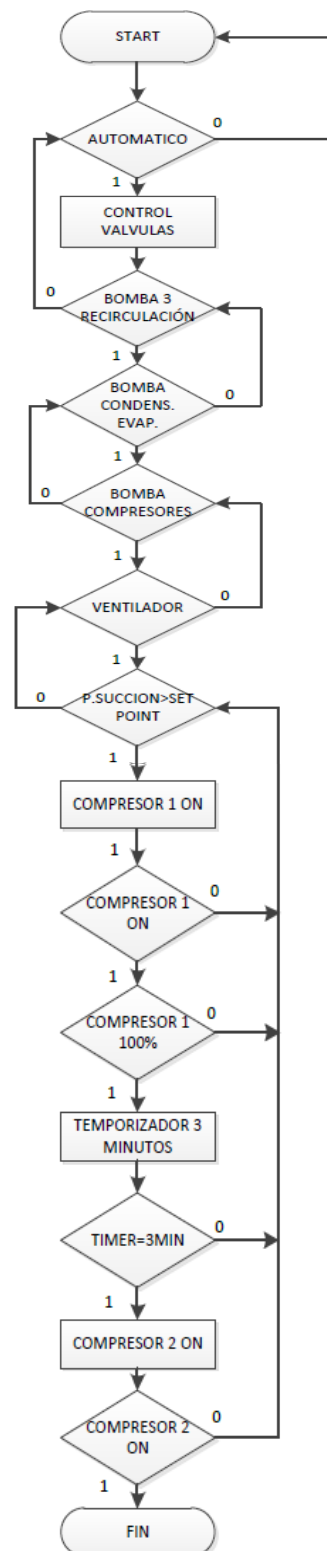 START
AUTOMATICO
0
1
CONTROL
VALVULAS
0
BOMBA 3
RECIRCULACIÓN
1
BOMBA
CONDENS.
EVAP.
0
1
0
BOMBA
COMPRESORES
1
0
VENTILADOR
1
0
P.SUCCION>SET
POINT
1
COMPRESOR 1 ON
1
COMPRESOR 1
ON
0
1
COMPRESOR 1
100%
0
1
TEMPORIZADOR 3
MINUTOS
TIMER=3MIN
0
1
COMPRESOR 2 ON
COMPRESOR 2
ON
0
1
FIN